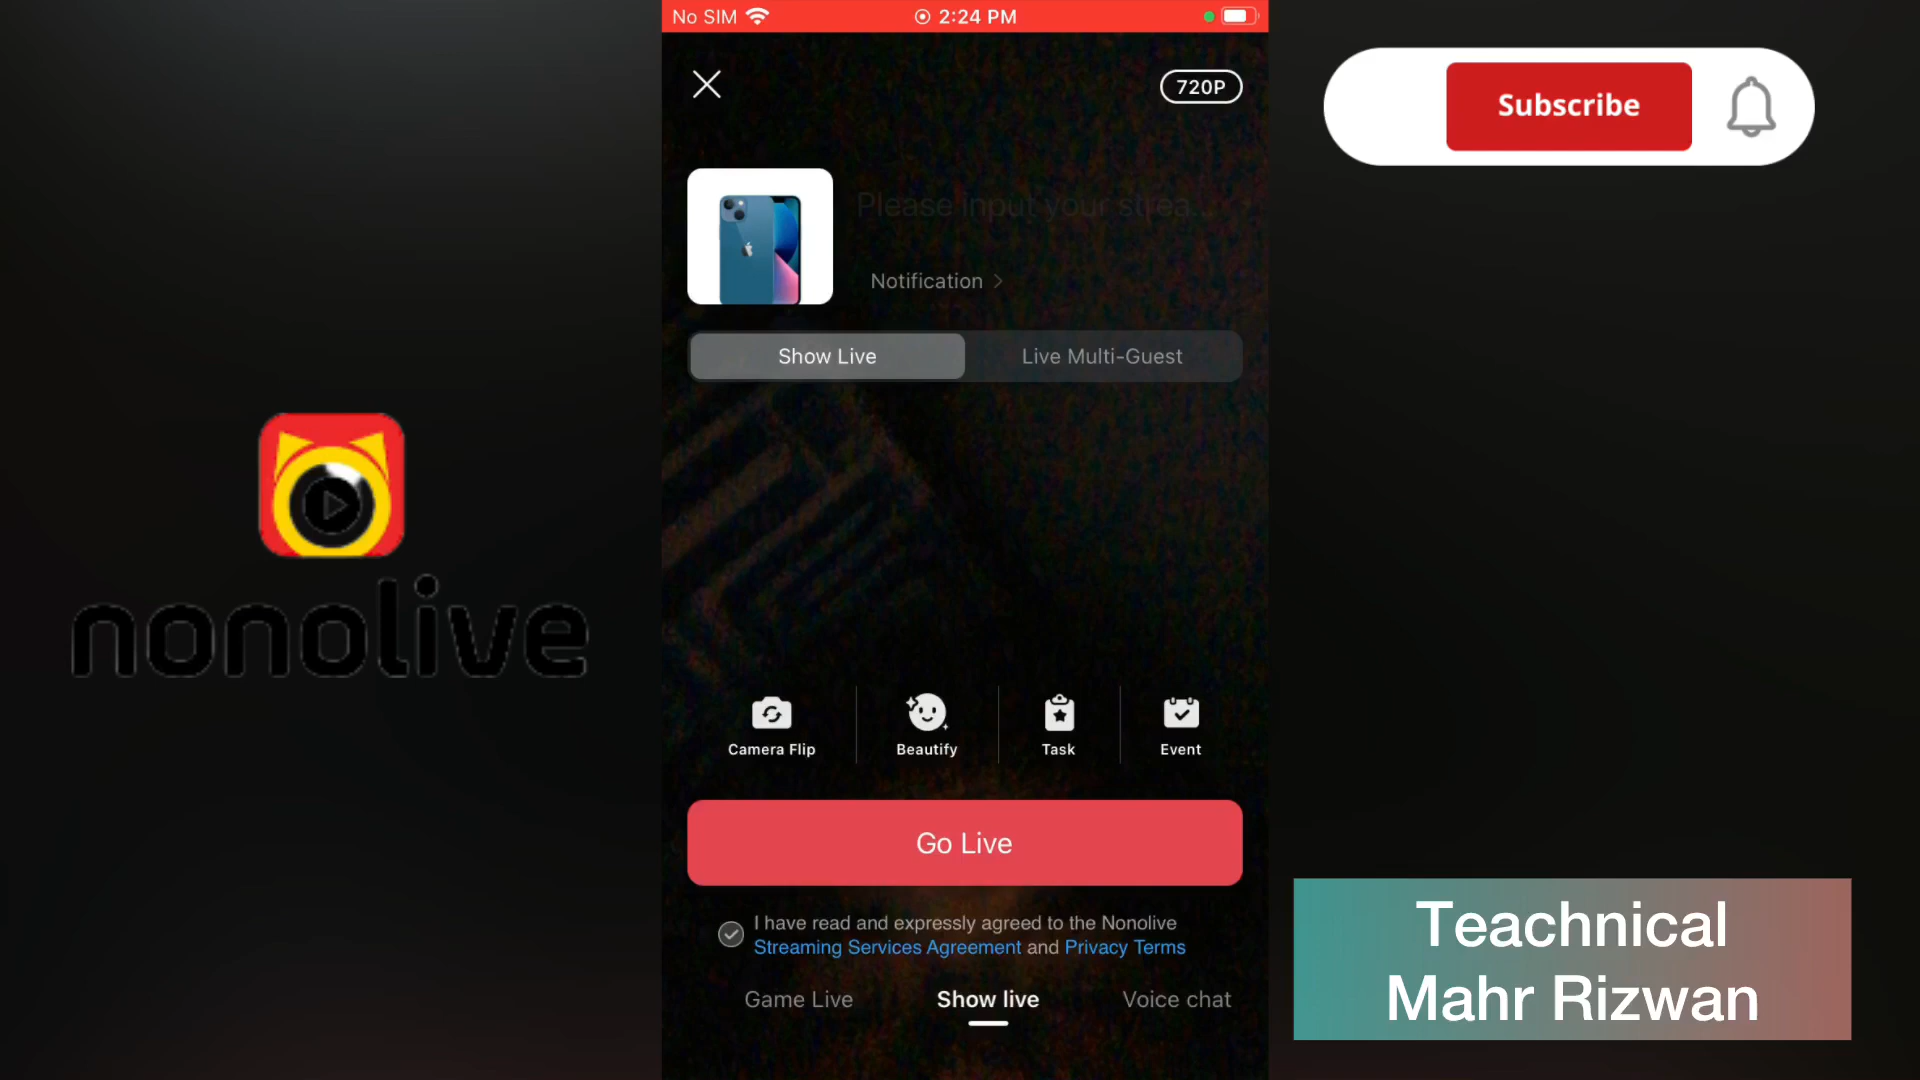 No SIM
2:24 PM
720P
Subscribe
Please input your strea...
Notification
Show Live
Live Multi-Guest
nonolive
Camera Flip
Beautify
Task
Event
Go Live
I have read and expressly agreed to the Nonolive
Streaming Services Agreement and Privacy Terms
Game Live
Show live
Voice chat
Teachnical
Mahr Rizwan